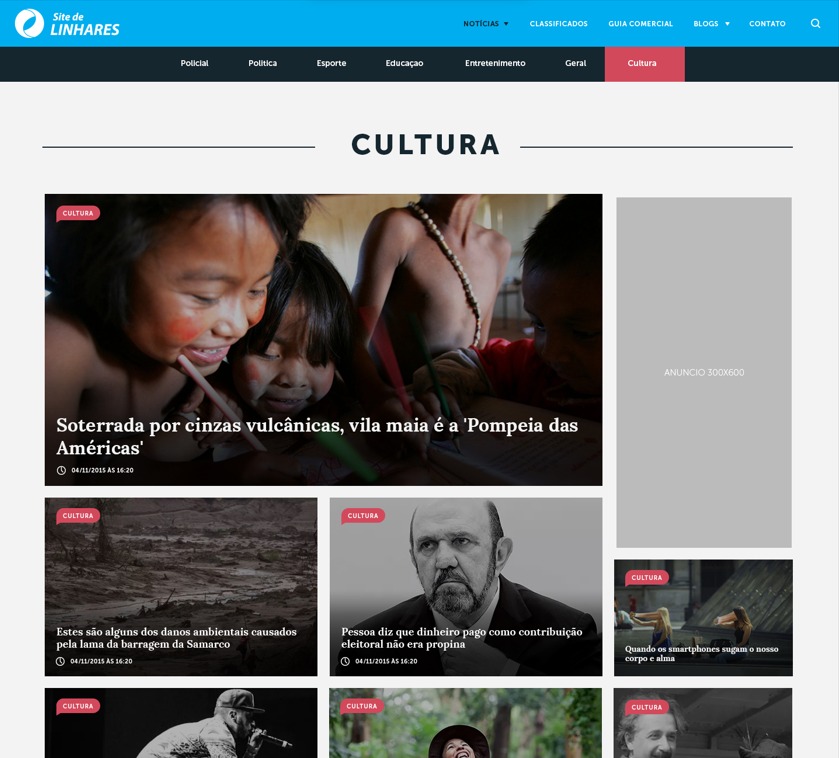 Site de
LINHARES
NOTÍCIAS
CLASSIFICADOS
GUIA COMERCIAL
BLOGS
CONTATO
Policial
Política
Esporte
Educaçao
Entretenimento
Geral
Cultura
CULTURA
CULTURA
Soterrada por cinzas vulcânicas, vila maia é a 'Pompeia das
Américas'
04/11/2015 ÀS 16:20
ANUNCIO 300X600
CULTURA
Estes são alguns dos danos ambientais causados
pela lama da barragem da Samarco
04/11/2015 ÀS 16:20
CULTURA
Pessoa diz que dinheiro pago como contribuição
eleitoral não era propina
04/11/2015 ÀS 16:20
CULTURA
Quando os smartphones sugam o nosso
corpo e alma
CULTURA
CULTURA
CULTURA